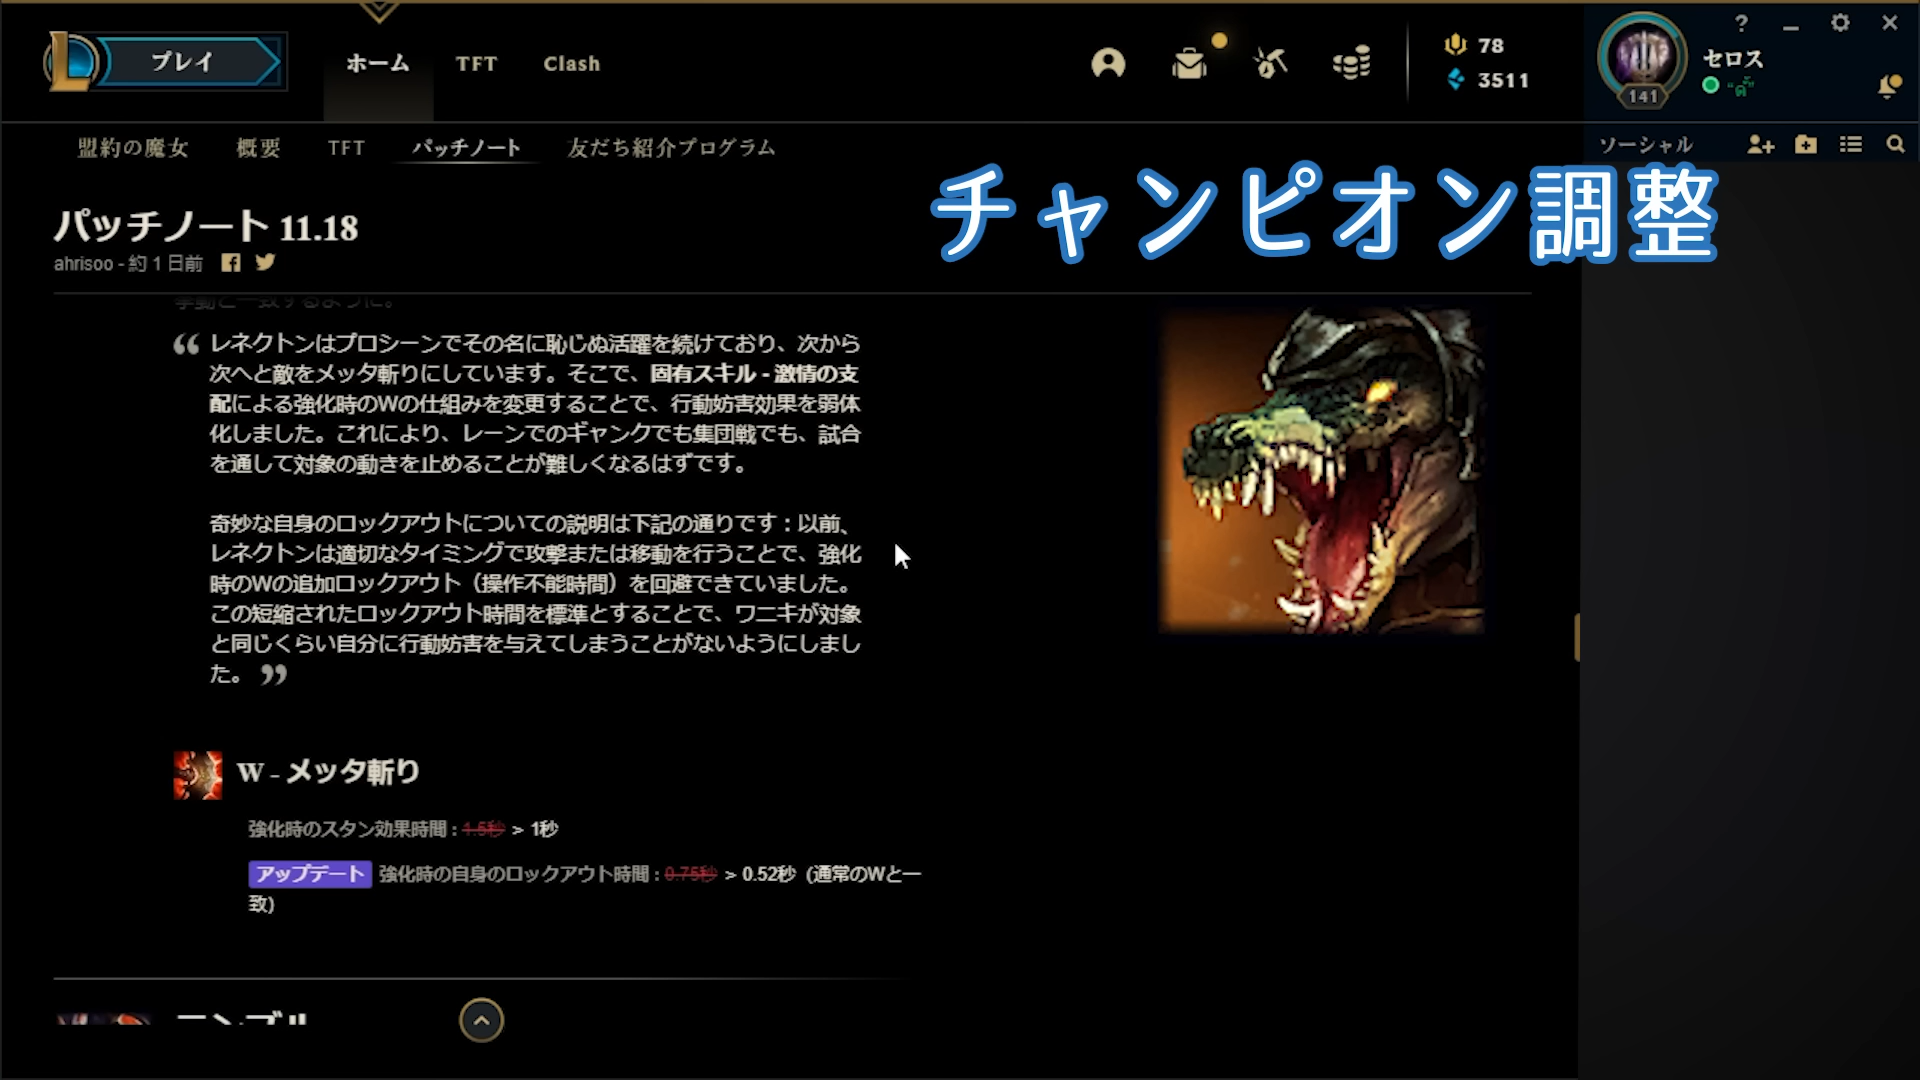 プレイ
ホーム
TFT
Clash
78
3511
?
セロス
141
盟約の魔女
概要
TFT
パッチノート
友だち紹介プログラム
ソーシャル
チャンピオン調整
パッチノート 11.18
ahrisoo - 約 1 日前
挙動と一致するように。
“ レネクトンはプロシーンでその名に恥じぬ活躍を続けており、次から
次へと敵をメッタ斬りにしています。そこで、固有スキル - 激情の支
配による強化時のWの仕組みを変更することで、行動妨害効果を弱体
化しました。これにより、レーンでのギャンクでも集団戦でも、試合
を通して対象の動きを止めることが難しくなるはずです。
奇妙な自身のロックアウトについての説明は下記の通りです：以前、
レネクトンは適切なタイミングで攻撃または移動を行うことで、強化
時のWの追加ロックアウト（操作不能時間）を回避できていました。
この短縮されたロックアウト時間を標準とすることで、ワニキが対象
と同じくらい自分に行動妨害を与えてしまうことがないようにしまし
た。 ”
W - メッタ斬り
強化時のスタン効果時間 : 1.5秒 > 1秒
アップデート 強化時の自身のロックアウト時間 : 0.75秒 > 0.52秒（通常のWと一
致)